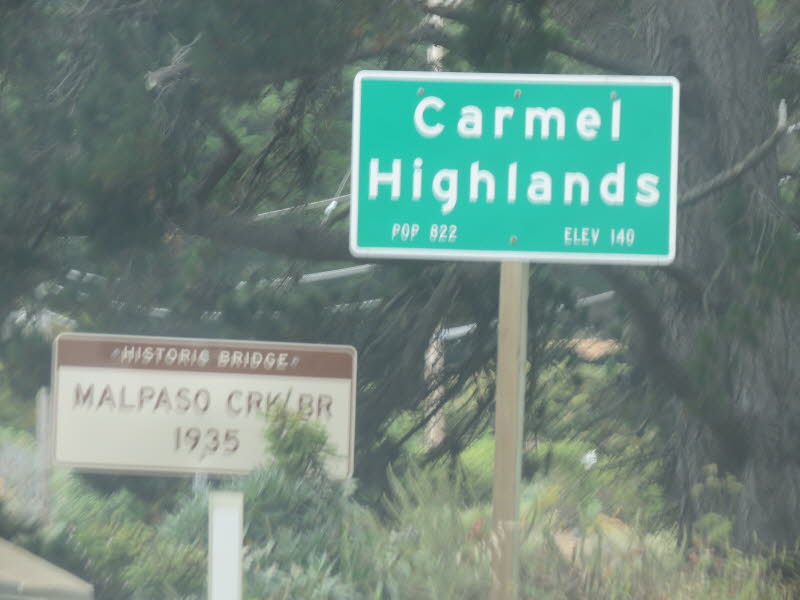 Carmel
Highlands
POP 822 ELEV 140
HISTORIC BRIDGE
MALPASO CRK/BR
1935